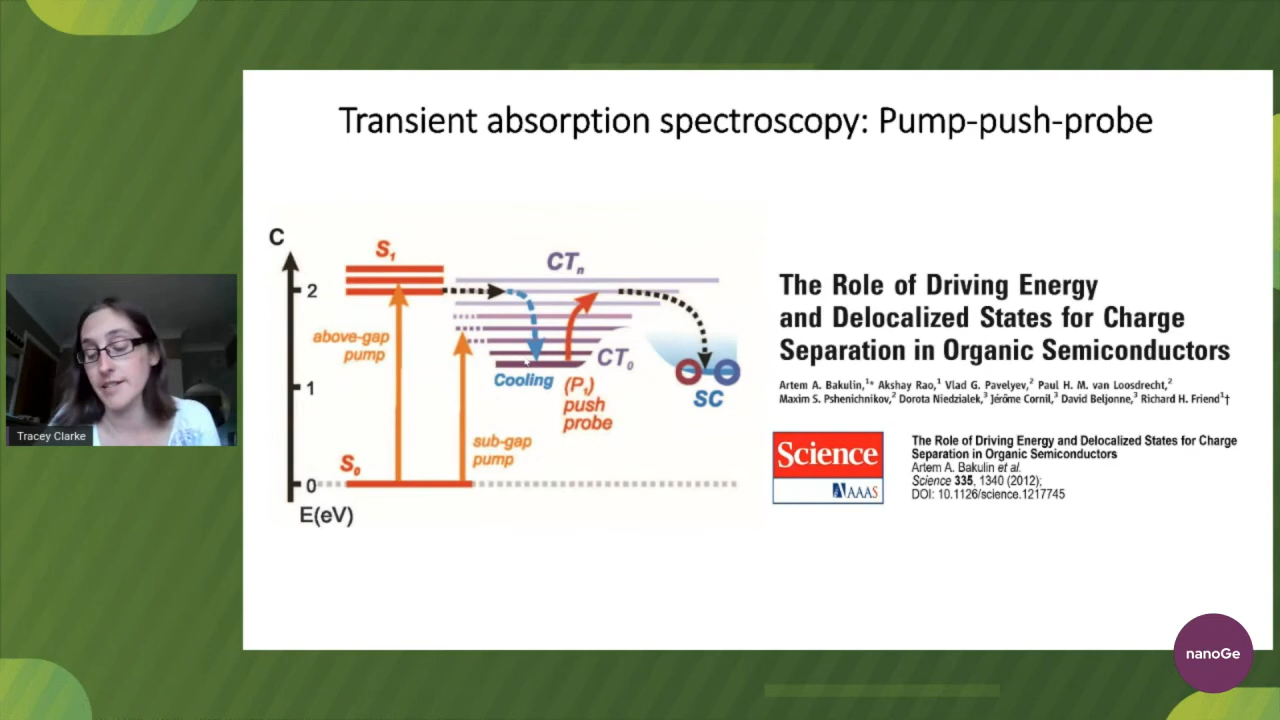 Transient absorption spectroscopy: Pump-push-probe
C
S1
CTn
2
above-gap
pump
CT0
1
Cooling
(P1)
push
probe
SC
sub-gap
pump
S0
0
E(eV)
The Role of Driving Energy
and Delocalized States for Charge
Separation in Organic Semiconductors
Artem A. Bakulin,1* Akshay Rao,1 Vlad G. Pavelyev,2 Paul H. M. van Loosdrecht,2
Maxim S. Pshenichnikov,2 Dorota Niedzialek,3 Jérôme Cornil,3 David Beljonne,3 Richard H. Friend1†
Science
AAAS
The Role of Driving Energy and Delocalized States for Charge
Separation in Organic Semiconductors
Artem A. Bakulin et al.
Science 335, 1340 (2012);
DOI: 10.1126/science.1217745
Tracey Clarke
nanoGe